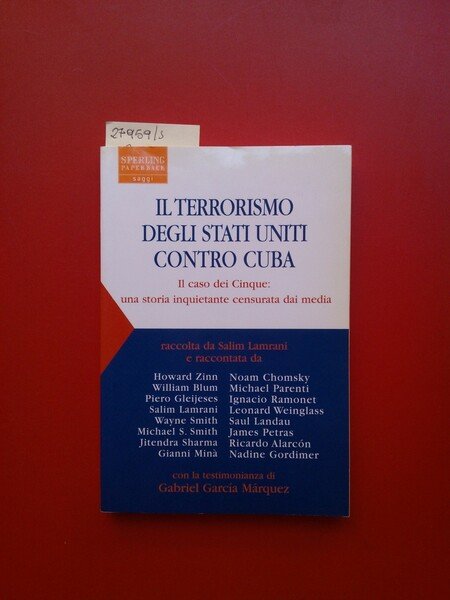 27959/s
SPERLING
PAPERBACK
saggi
IL TERRORISMO
DEGLI STATI UNITI
CONTRO CUBA
Il caso dei Cinque:
una storia inquietante censurata dai media
raccolta da Salim Lamrani
e raccontata da
Howard Zinn
William Blum
Piero Gleijeses
Salim Lamrani
Wayne Smith
Michael S. Smith
Jitendra Sharma
Gianni Minà
Noam Chomsky
Michael Parenti
Ignacio Ramonet
Leonard Weinglass
Saul Landau
James Petras
Ricardo Alarcón
Nadine Gordimer
con la testimonianza di
Gabriel García Márquez